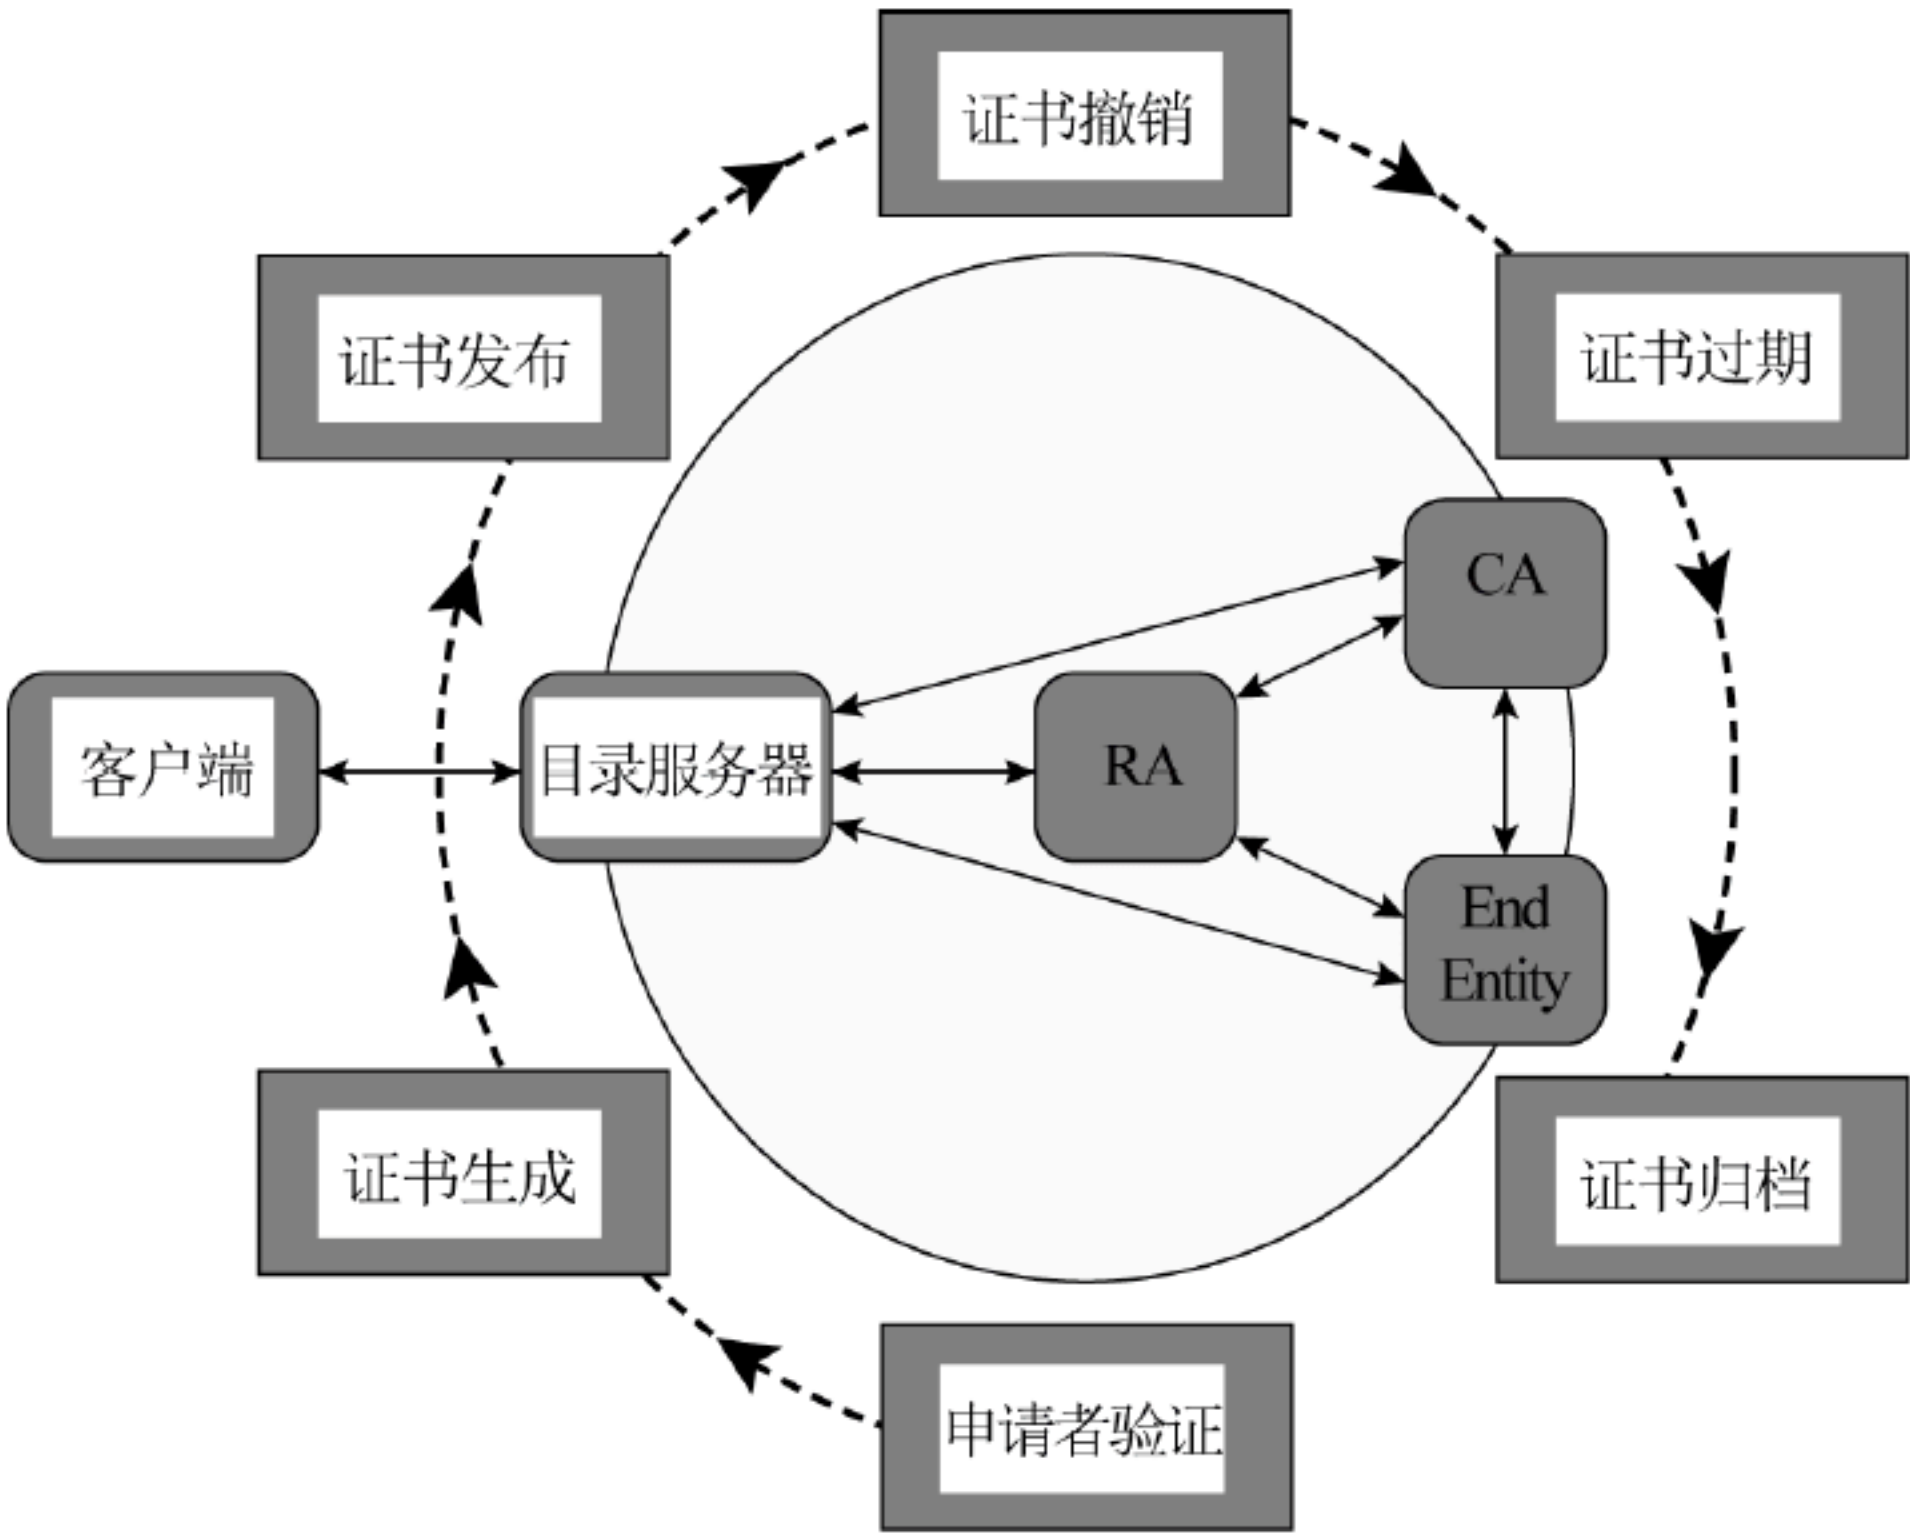 证书撤销
证书发布
证书过期
CA
客户端
目录服务器
RA
End
Entity
证书生成
证书归档
申请者验证